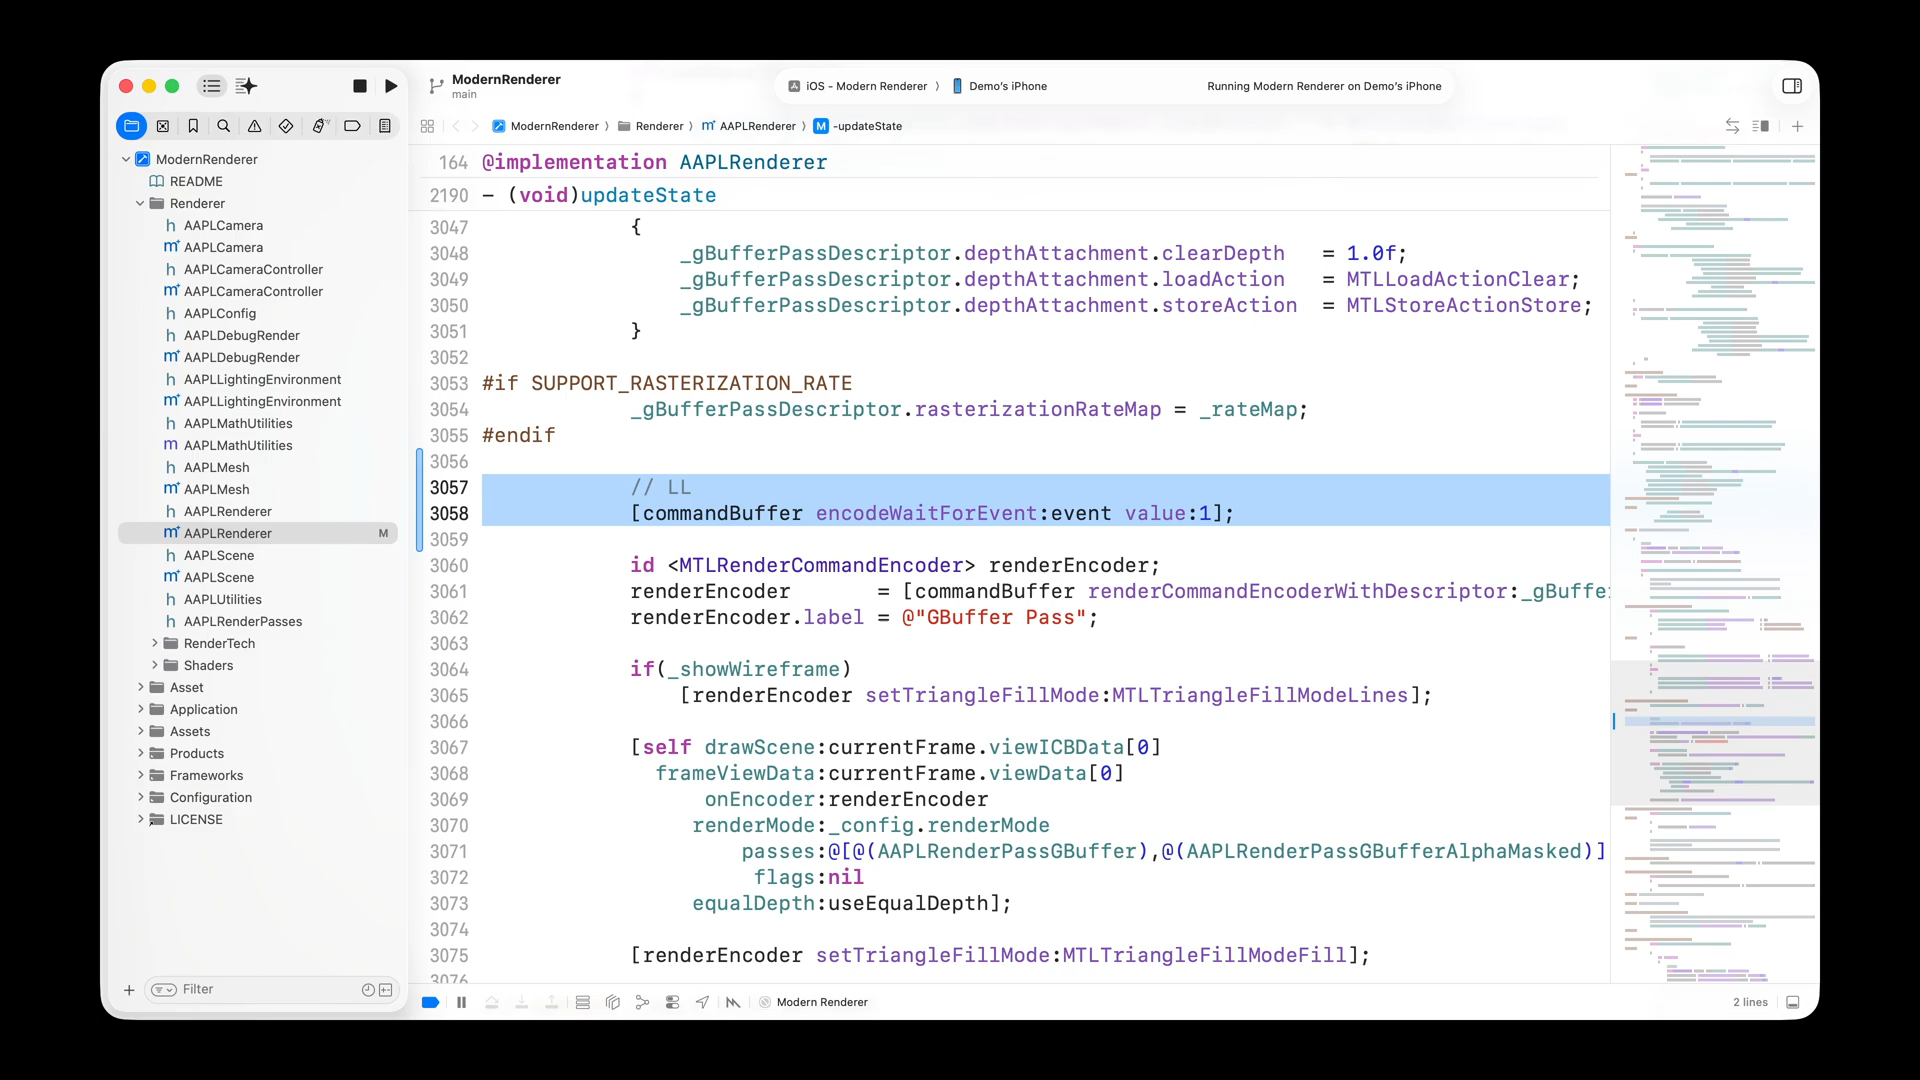 ModernRenderer
main
iOS - Modern Renderer
Demo's iPhone
Running Modern Renderer on Demo's iPhone
ModernRenderer
Renderer
AAPLRenderer
M -updateState
ModernRenderer
README
Renderer
h AAPLCamera
m AAPLCamera
h AAPLCameraController
m AAPLCameraController
h AAPLConfig
h AAPLDebugRender
m AAPLDebugRender
h AAPLLightingEnvironment
m AAPLLightingEnvironment
h AAPLMathUtilities
m AAPLMathUtilities
h AAPLMesh
m AAPLMesh
h AAPLRenderer
m AAPLRenderer M
h AAPLScene
m AAPLScene
h AAPLUtilities
h AAPLRenderPasses
RenderTech
Shaders
Asset
Application
Assets
Products
Frameworks
Configuration
LICENSE
Filter
164 @implementation AAPLRenderer
2190 - (void)updateState
3047 {
3048 _gBufferPassDescriptor.depthAttachment.clearDepth = 1.0f;
3049 _gBufferPassDescriptor.depthAttachment.loadAction = MTLLoadActionClear;
3050 _gBufferPassDescriptor.depthAttachment.storeAction = MTLStoreActionStore;
3051 }
3052
3053 #if SUPPORT_RASTERIZATION_RATE
3054 _gBufferPassDescriptor.rasterizationRateMap = _rateMap;
3055 #endif
3056
3057 // LL
3058 [commandBuffer encodeWaitForEvent:event value:1];
3059
3060 id <MTLRenderCommandEncoder> renderEncoder;
3061 renderEncoder = [commandBuffer renderCommandEncoderWithDescriptor:_gBuffe
3062 renderEncoder.label = @"GBuffer Pass";
3063
3064 if(_showWireframe)
3065 [renderEncoder setTriangleFillMode:MTLTriangleFillModeLines];
3066
3067 [self drawScene:currentFrame.viewICBData[0]
3068 frameViewData:currentFrame.viewData[0]
3069 onEncoder:renderEncoder
3070 renderMode:_config.renderMode
3071 passes:@[@(AAPLRenderPassGBuffer),@(AAPLRenderPassGBufferAlphaMasked)]
3072 flags:nil
3073 equalDepth:useEqualDepth];
3074
3075 [renderEncoder setTriangleFillMode:MTLTriangleFillModeFill];
3076
Modern Renderer
2 lines